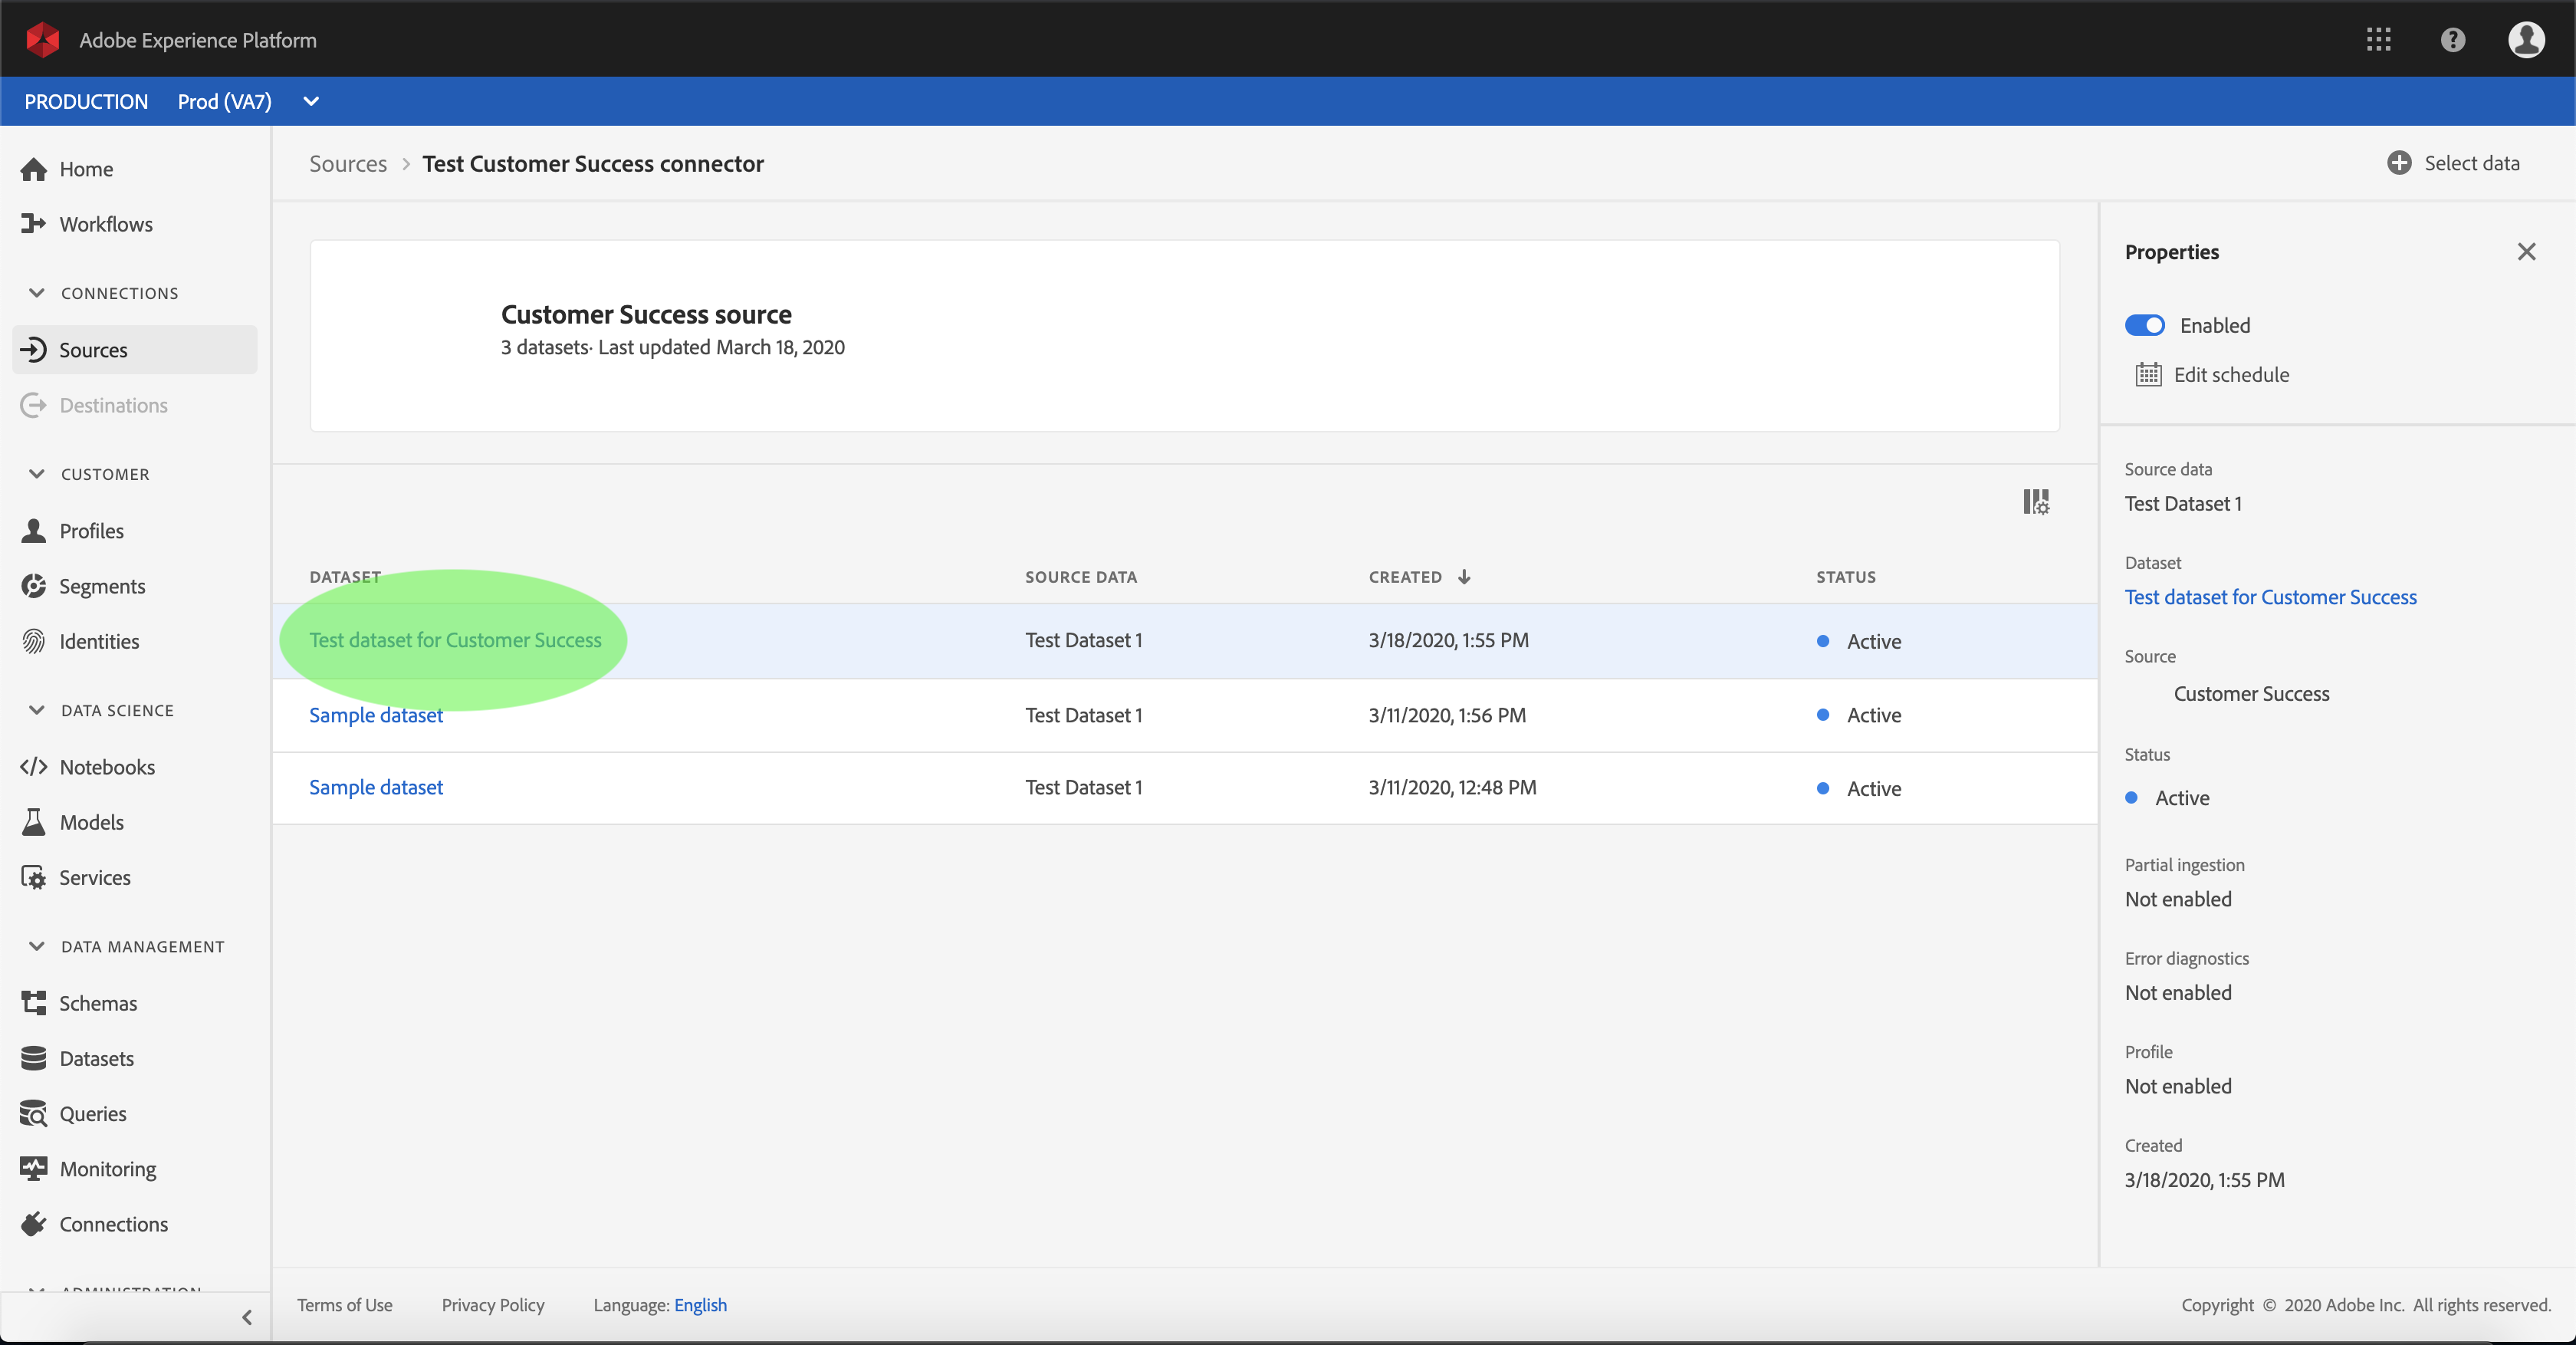 Adobe Experience Platform
PRODUCTION Prod (VA7)
Home
Workflows
CONNECTIONS
Sources
Destinations
CUSTOMER
Profiles
Segments
Identities
DATA SCIENCE
Notebooks
Models
Services
DATA MANAGEMENT
Schemas
Datasets
Queries
Monitoring
Connections
ADMINISTRATION
Sources > Test Customer Success connector
Select data
Customer Success source
3 datasets· Last updated March 18, 2020
DATASET SOURCE DATA CREATED STATUS
Test dataset for Customer Success Test Dataset 1 3/18/2020, 1:55 PM Active
Sample dataset Test Dataset 1 3/11/2020, 1:56 PM Active
Sample dataset Test Dataset 1 3/11/2020, 12:48 PM Active
Properties
Enabled
Edit schedule
Source data
Test Dataset 1
Dataset
Test dataset for Customer Success
Source
Customer Success
Status
Active
Partial ingestion
Not enabled
Error diagnostics
Not enabled
Profile
Not enabled
Created
3/18/2020, 1:55 PM
Terms of Use Privacy Policy Language: English
Copyright © 2020 Adobe Inc. All rights reserved.